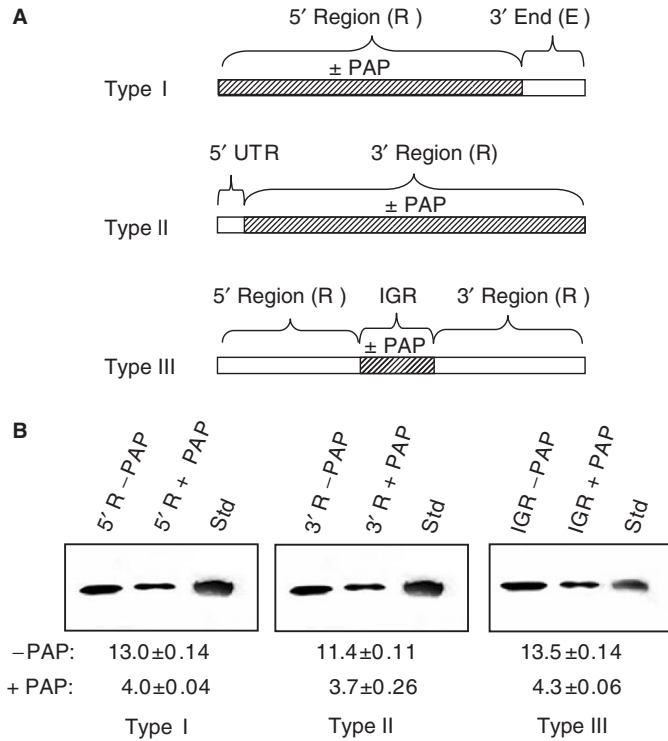 A
5′ Region (R ) 3′ End (E )
± PAP
Type I
5′ UTR 3′ Region (R)
± PAP
Type II
5′ Region (R ) IGR 3′ Region (R )
± PAP
Type III
B
5′ R –PAP 5′ R + PAP Std 3′ R –PAP 3′ R + PAP Std IGR –PAP IGR + PAP Std
–PAP: 13.0±0.14 11.4±0.11 13.5±0.14
+ PAP: 4.0±0.04 3.7±0.26 4.3±0.06
Type I Type II Type III